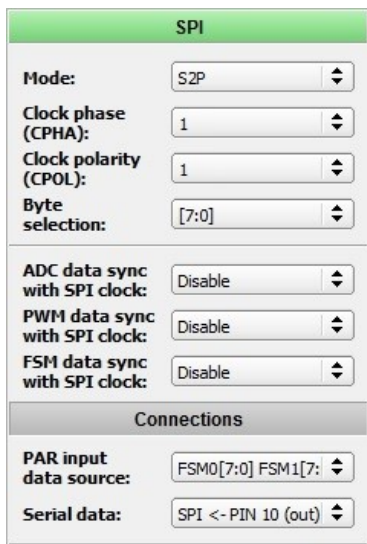 SPI
Mode: S2P
Clock phase
(CPHA): 1
Clock polarity
(CPOL): 1
Byte
selection: [7:0]
ADC data sync
with SPI clock: Disable
PWM data sync
with SPI clock: Disable
FSM data sync
with SPI clock: Disable
Connections
PAR input
data source: FSM0[7:0] FSM1[7:
Serial data: SPI <- PIN 10 (out)